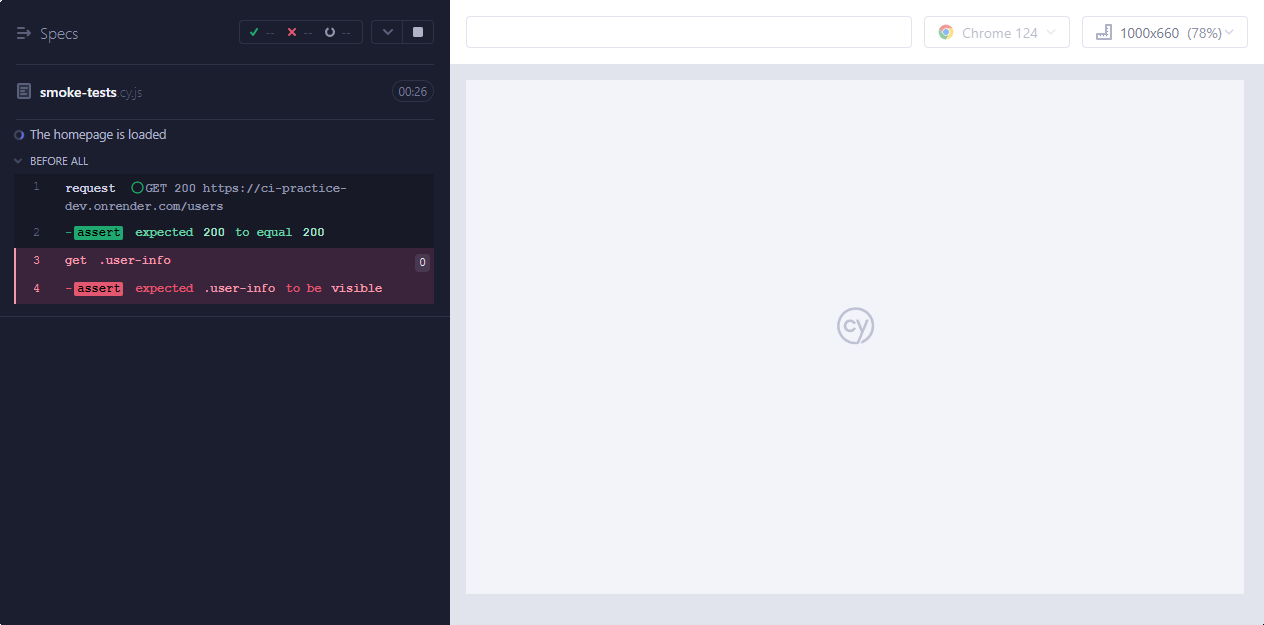 Specs
-- -- --
Chrome 124
1000x660 (78%)
smoke-tests.cy.js
00:26
The homepage is loaded
BEFORE ALL
1 request GET 200 https://ci-practice-
dev.onrender.com/users
2 -assert expected 200 to equal 200
3 get .user-info 0
4 -assert expected .user-info to be visible
cy